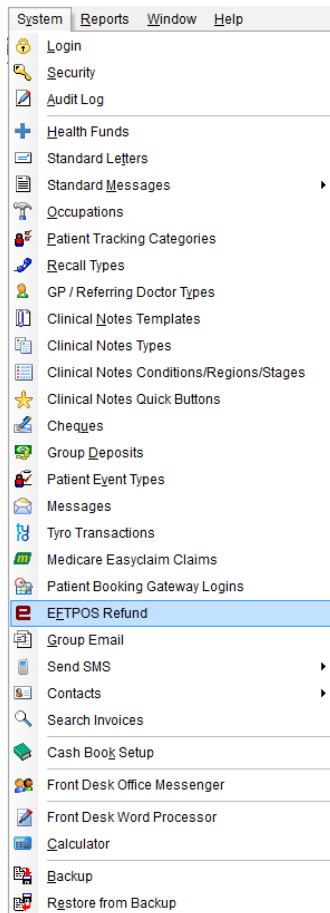 System Reports Window Help
Login
Security
Audit Log
Health Funds
Standard Letters
Standard Messages
Occupations
Patient Tracking Categories
Recall Types
GP / Referring Doctor Types
Clinical Notes Templates
Clinical Notes Types
Clinical Notes Conditions/Regions/Stages
Clinical Notes Quick Buttons
Cheques
Group Deposits
Patient Event Types
Messages
Tyro Transactions
Medicare Easyclaim Claims
Patient Booking Gateway Logins
EFTPOS Refund
Group Email
Send SMS
Contacts
Search Invoices
Cash Book Setup
Front Desk Office Messenger
Front Desk Word Processor
Calculator
Backup
Restore from Backup